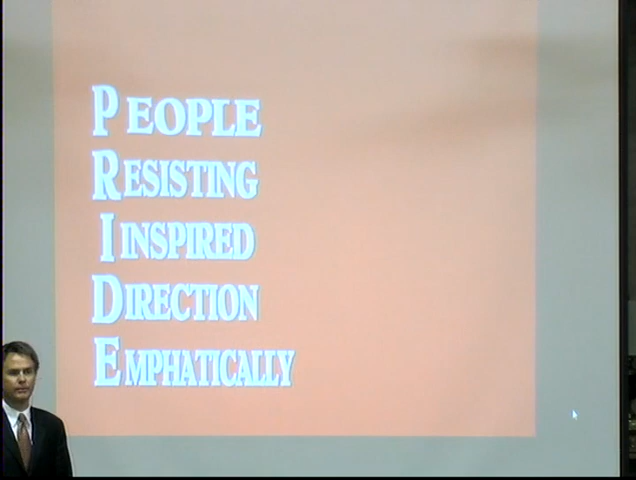 PEOPLE
RESISTING
I INSPIRED
DIRECTION
EMPHATICALLY